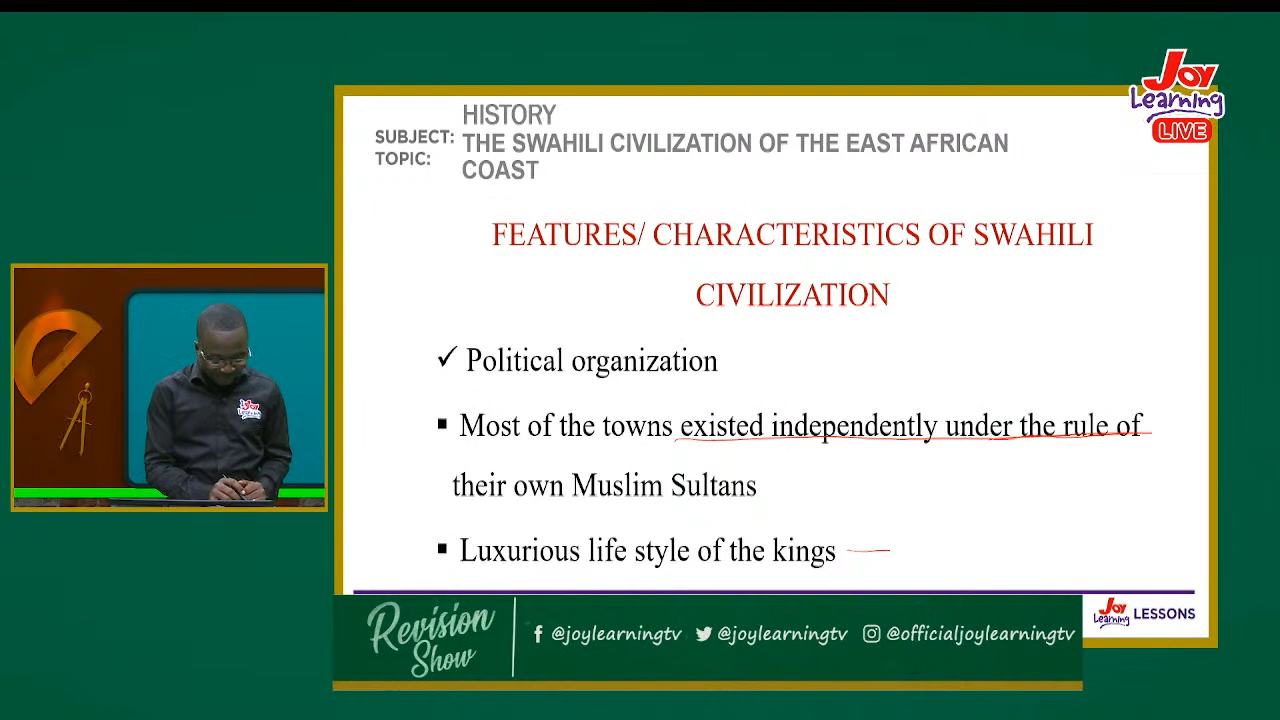 Joy
Learning
LIVE
SUBJECT: HISTORY
TOPIC: THE SWAHILI CIVILIZATION OF THE EAST AFRICAN
COAST
FEATURES/ CHARACTERISTICS OF SWAHILI
CIVILIZATION
✓ Political organization
▪ Most of the towns existed independently under the rule of
their own Muslim Sultans
▪ Luxurious life style of the kings
Joy
Learning
LESSONS
Revision
Show
@joylearningtv @joylearningtv @officialjoylearningtv
Joy
Learning